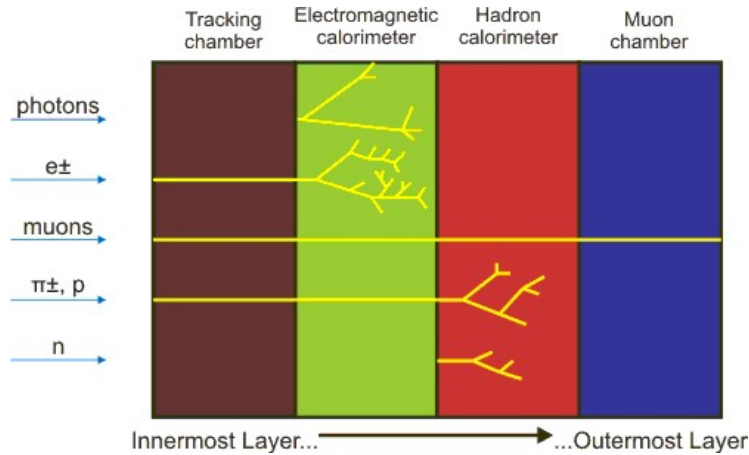 Tracking chamber
Electromagnetic calorimeter
Hadron calorimeter
Muon chamber
photons
e±
muons
π±, p
n
Innermost Layer...
...Outermost Layer